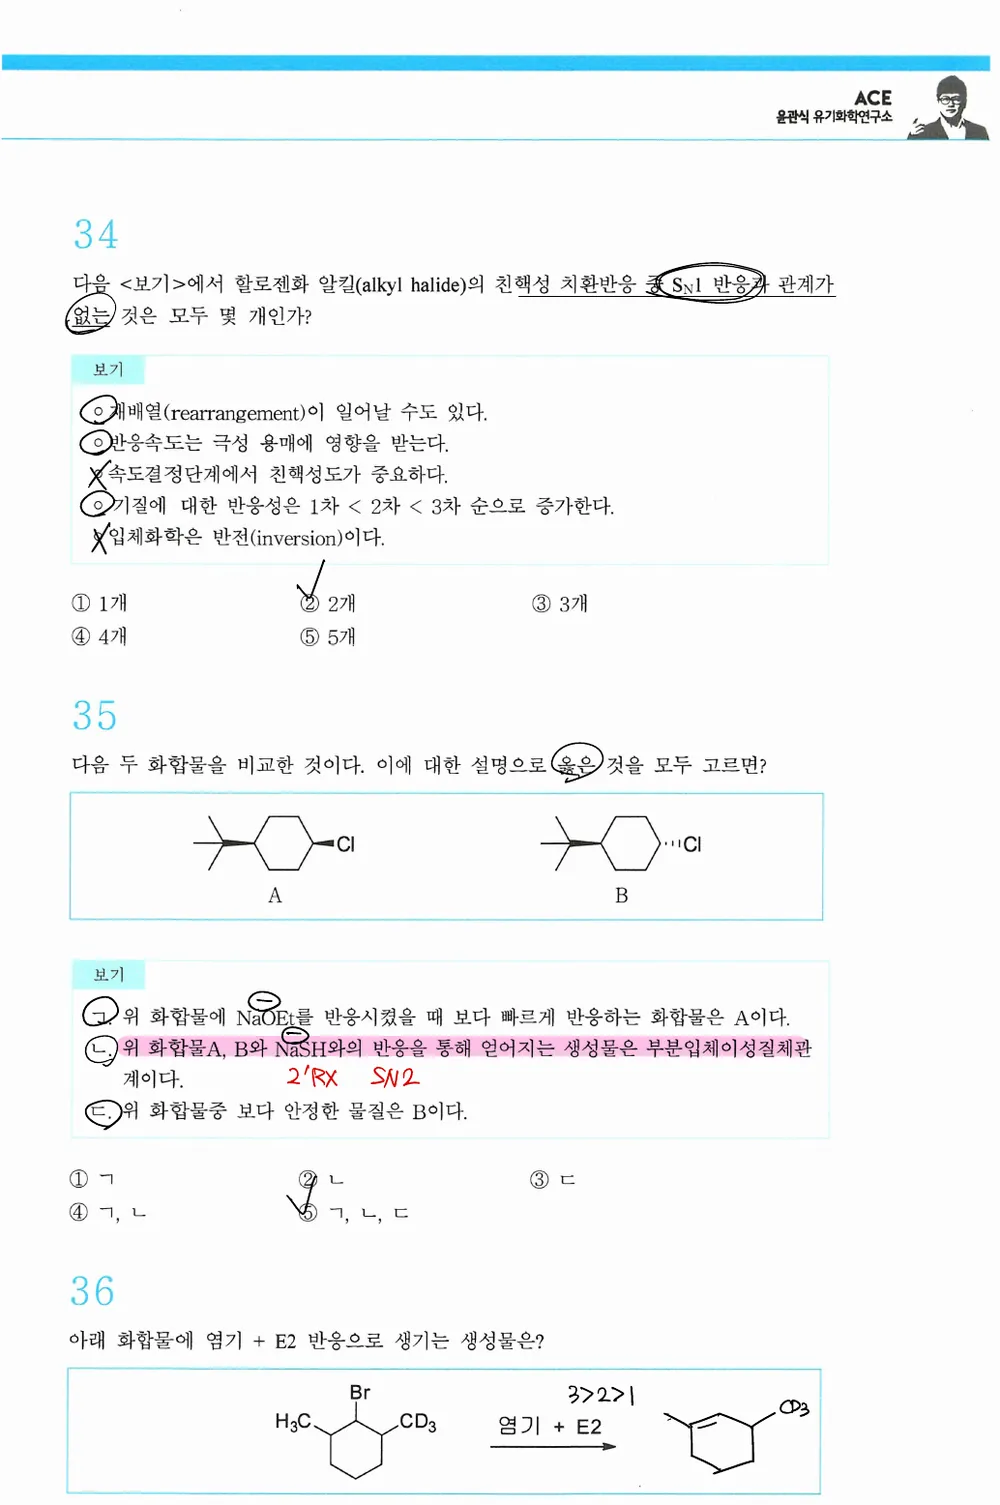 ACE
윤관식 유기화학연구소
34
다음 <보기>에서 할로젠화 알킬(alkyl halide)의 친핵성 치환반응 중 SN1 반응과 관계가
없는 것은 모두 몇 개인가?
보기
○ 재배열(rearrangement)이 일어날 수도 있다.
○ 반응속도는 극성 용매에 영향을 받는다.
○ 속도결정단계에서 친핵성도가 중요하다.
○ 기질에 대한 반응성은 1차 < 2차 < 3차 순으로 증가한다.
○ 입체화학은 반전(inversion)이다.
① 1개 ② 2개 ③ 3개
④ 4개 ⑤ 5개
35
다음 두 화합물을 비교한 것이다. 이에 대한 설명으로 옳은 것을 모두 고르면?
Cl Cl
A B
보기
ㄱ. 위 화합물에 NaOEt를 반응시켰을 때 보다 빠르게 반응하는 화합물은 A이다.
ㄴ. 위 화합물A, B와 NaSH와의 반응을 통해 얻어지는 생성물은 부분입체이성질체관
계이다. 2'RX SN2
ㄷ. 위 화합물중 보다 안정한 물질은 B이다.
① ㄱ ② ㄴ ③ ㄷ
④ ㄱ, ㄴ ⑤ ㄱ, ㄴ, ㄷ
36
아래 화합물에 염기 + E2 반응으로 생기는 생성물은?
Br 3>2>1
H3C CD3 염기 + E2 CD3